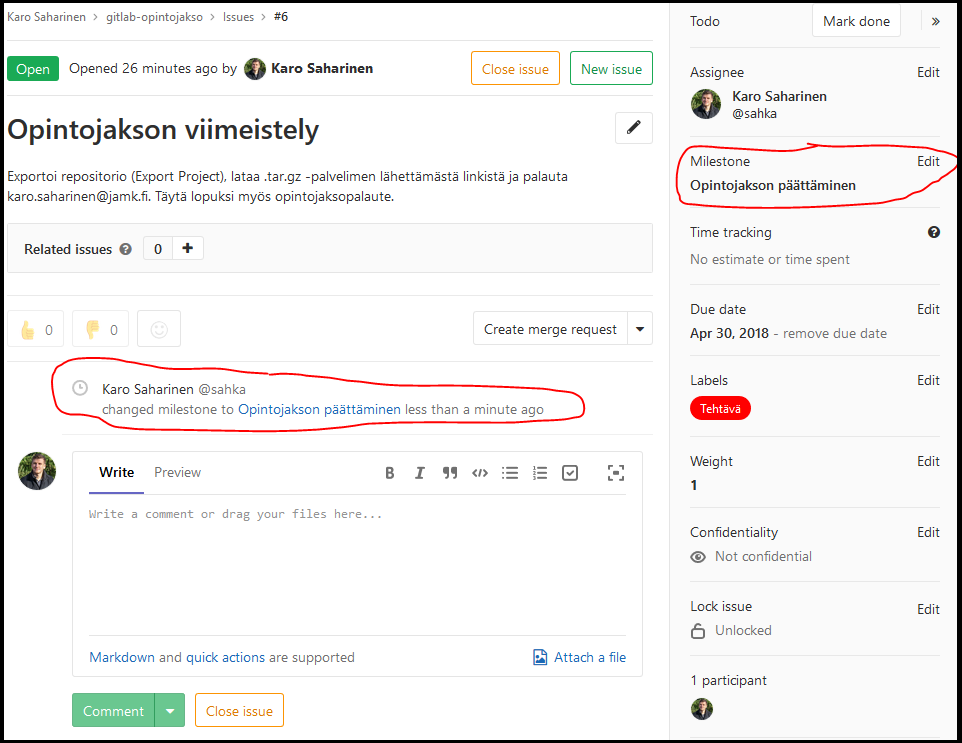 Karo Saharinen > gitlab-opintojakso > Issues > #6
Open Opened 26 minutes ago by Karo Saharinen Close issue New issue
Opintojakson viimeistely
Exportoi repositorio (Export Project), lataa .tar.gz -palvelimen lähettämästä linkistä ja palauta
karo.saharinen@jamk.fi. Täytä lopuksi myös opintojaksopalaute.
Related issues ? 0 +
0 0 Create merge request
Karo Saharinen @sahka
changed milestone to Opintojakson päättäminen less than a minute ago
Write Preview B I
Write a comment or drag your files here...
Markdown and quick actions are supported Attach a file
Comment Close issue
Todo Mark done »
Assignee Edit
Karo Saharinen
@sahka
Milestone Edit
Opintojakson päättäminen
Time tracking ?
No estimate or time spent
Due date Edit
Apr 30, 2018 - remove due date
Labels Edit
Tehtävä
Weight Edit
1
Confidentiality Edit
Not confidential
Lock issue Edit
Unlocked
1 participant